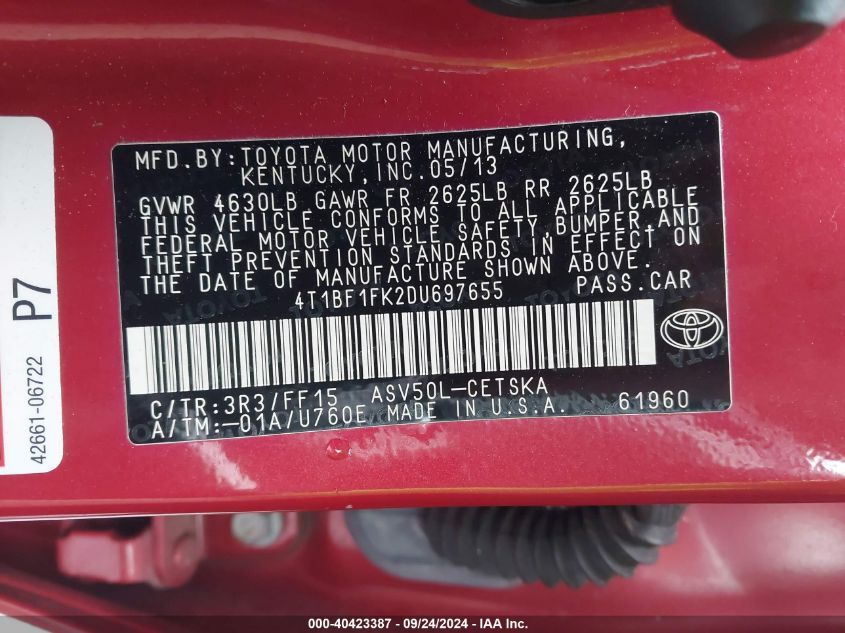 MFD.BY:TOYOTA MOTOR MANUFACTURING,
KENTUCKY, INC. 05/13
GVWR 4630LB GAWR FR 2625LB RR 2625LB
THIS VEHICLE CONFORMS TO ALL APPLICABLE
FEDERAL MOTOR VEHICLE SAFETY,BUMPER,AND
THEFT PREVENTION STANDARDS IN EFFECT ON
THE DATE OF MANUFACTURE SHOWN ABOVE.
4T1BF1FK2DU697655 PASS.CAR
C/TR:3R3/FF15 ASV50L-CETSKA
A/TM:-01A/U760E MADE IN U.S.A. 61960
P7
42661-06722
000-40423387 - 09/24/2024 - IAA Inc.